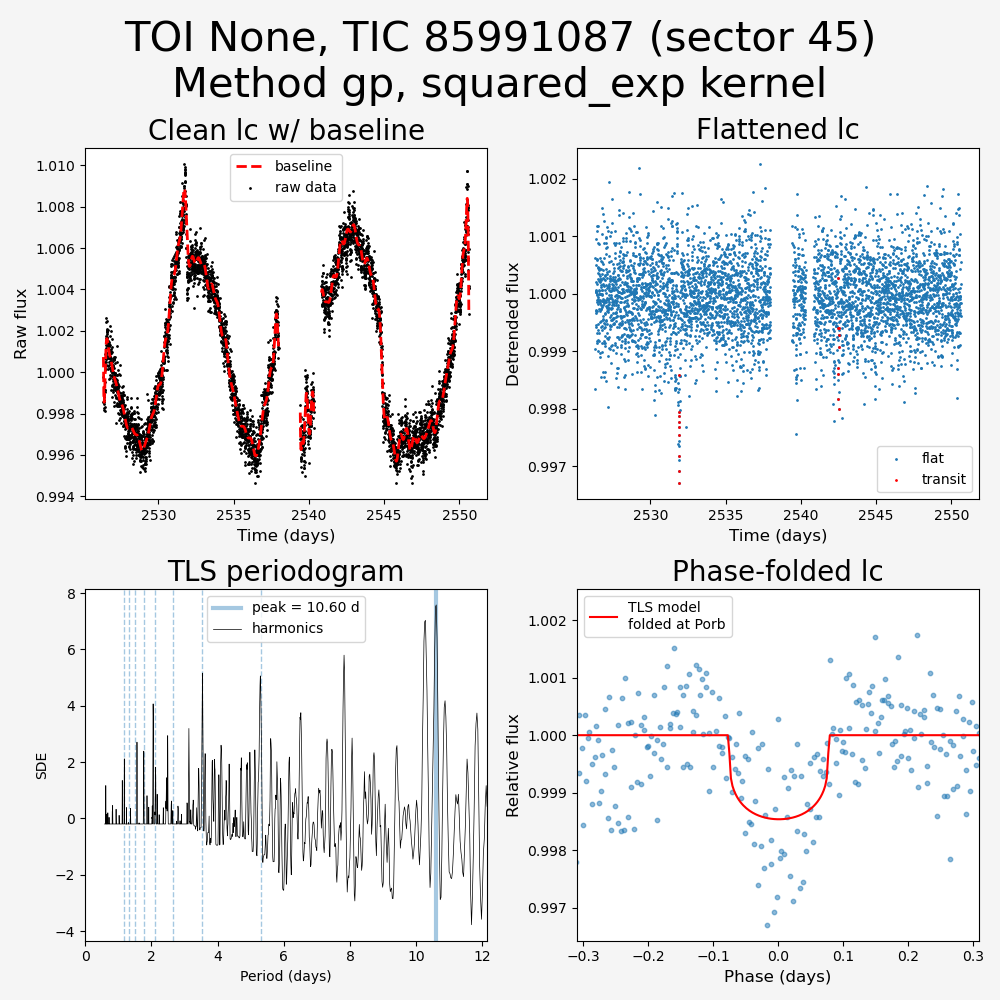 TOI None, TIC 85991087 (sector 45)
Method gp, squared_exp kernel
Clean lc w/ baseline
baseline
raw data
1.010
1.008
1.006
1.004
1.002
1.000
0.998
0.996
0.994
Raw flux
2530
2535
2540
2545
2550
Time (days)
Flattened lc
1.002
1.001
1.000
0.999
0.998
0.997
Detrended flux
flat
transit
2530
2535
2540
2545
2550
Time (days)
TLS periodogram
peak = 10.60 d
harmonics
8
6
4
2
0
−2
−4
SDE
0
2
4
6
8
10
12
Period (days)
Phase-folded lc
TLS model
folded at Porb
1.002
1.001
1.000
0.999
0.998
0.997
Relative flux
−0.3
−0.2
−0.1
0.0
0.1
0.2
0.3
Phase (days)